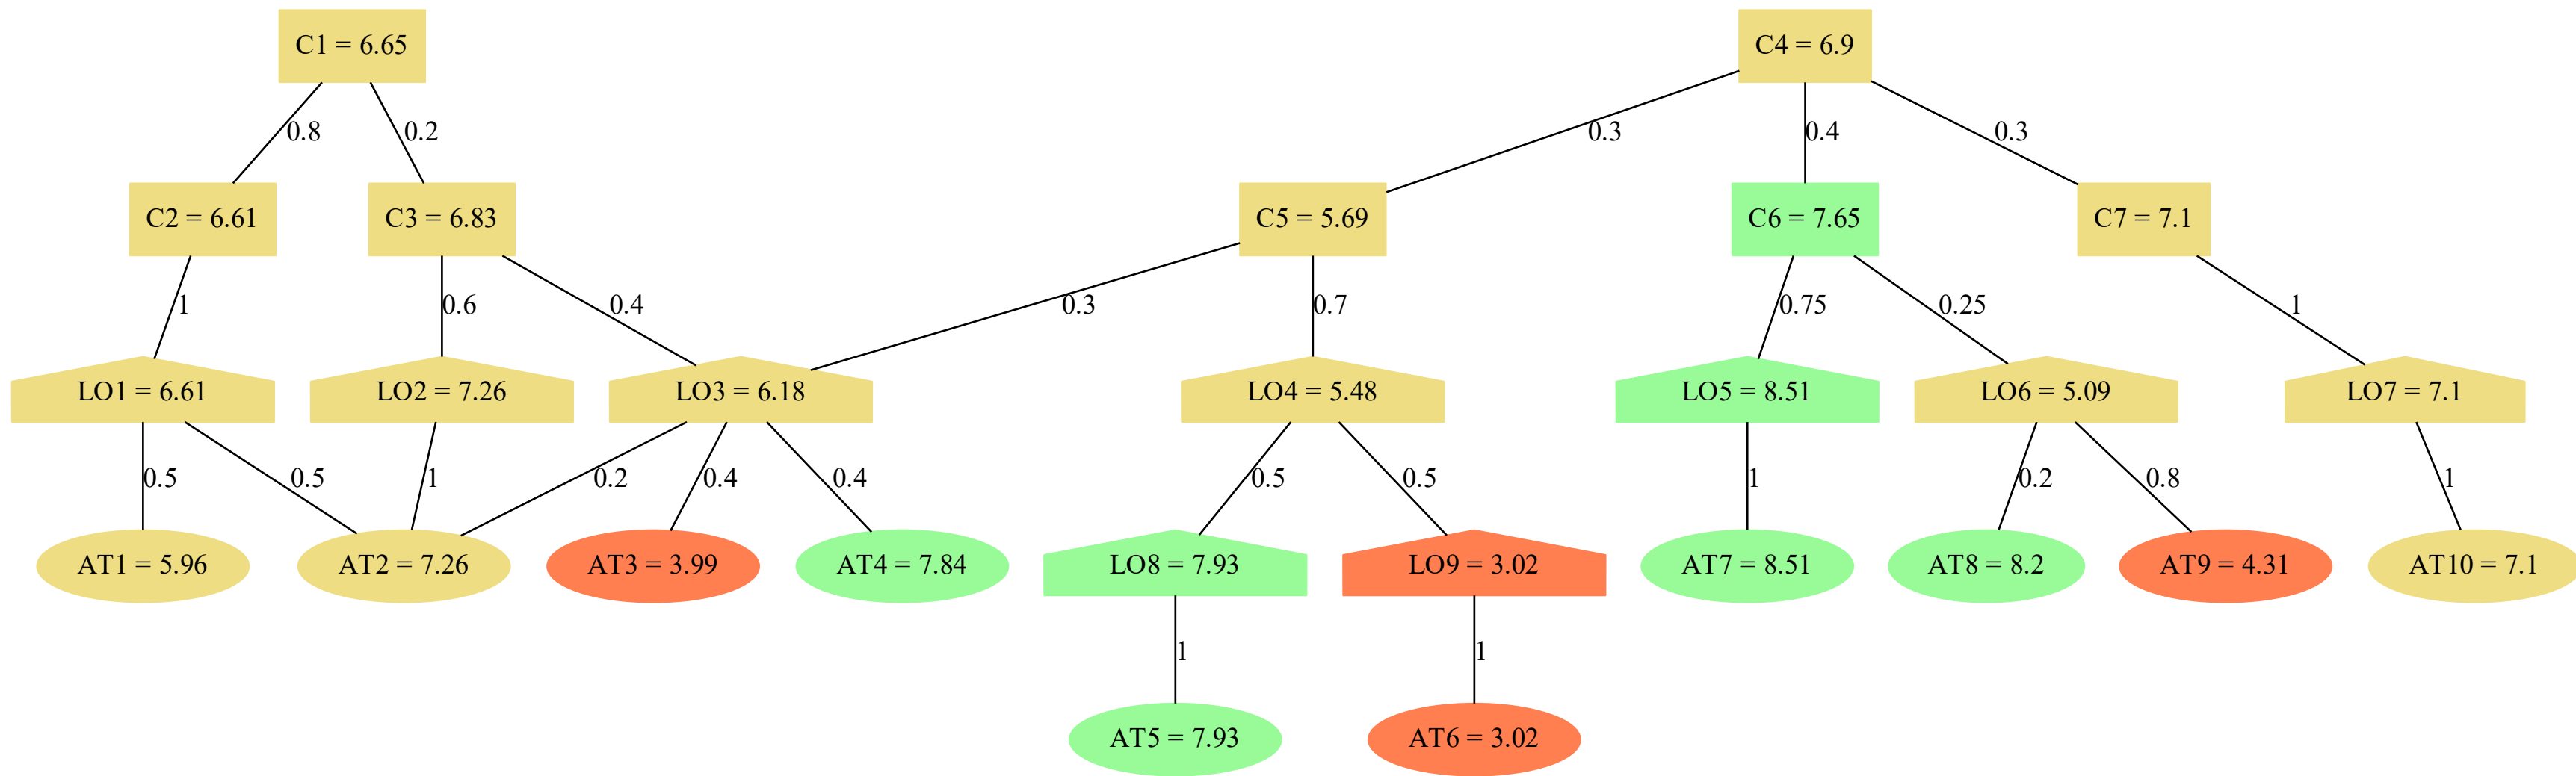 C1 = 6.65
C4 = 6.9
0.8
0.2
0.3
0.4
0.3
C2 = 6.61
C3 = 6.83
C5 = 5.69
C6 = 7.65
C7 = 7.1
1
0.6
0.4
0.3
0.7
0.75
0.25
1
LO1 = 6.61
LO2 = 7.26
LO3 = 6.18
LO4 = 5.48
LO5 = 8.51
LO6 = 5.09
LO7 = 7.1
0.5
0.5
1
0.2
0.4
0.4
0.5
0.5
1
0.2
0.8
1
AT1 = 5.96
AT2 = 7.26
AT3 = 3.99
AT4 = 7.84
LO8 = 7.93
LO9 = 3.02
AT7 = 8.51
AT8 = 8.2
AT9 = 4.31
AT10 = 7.1
1
1
AT5 = 7.93
AT6 = 3.02